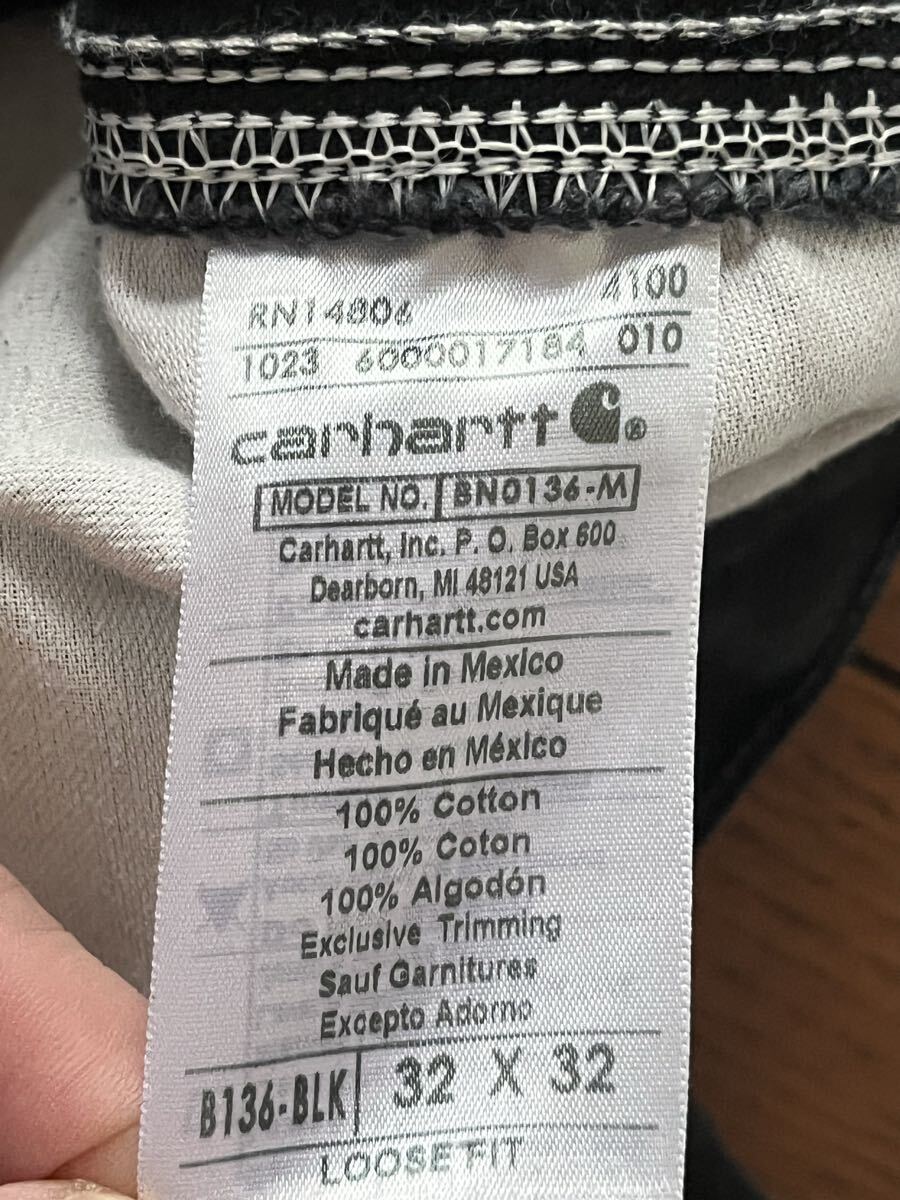 RN14806 4100
1023 6000017184 010
carhartt ®
MODEL NO. BN0136-M
Carhartt, Inc. P. O. Box 600
Dearborn, MI 48121 USA
carhartt.com
Made in Mexico
Fabriqué au Mexique
Hecho en México
100% Cotton
100% Coton
100% Algodón
Exclusive Trimming
Sauf Garnitures
Excepto Adorno
B136-BLK 32 X 32
LOOSE FIT